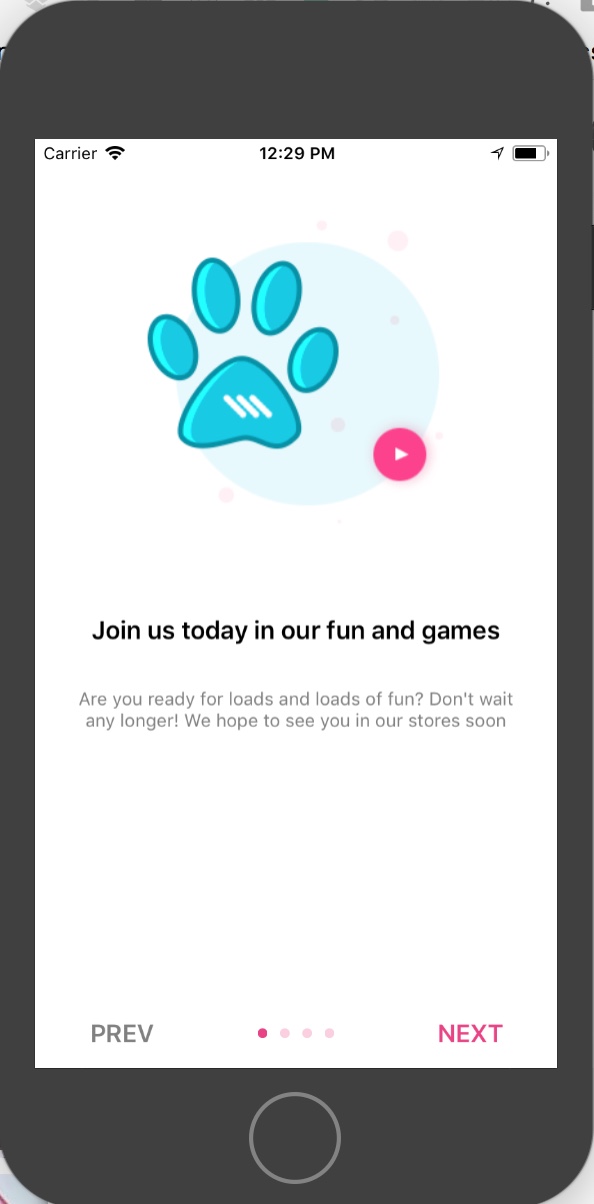 Carrier 12:29 PM
Join us today in our fun and games
Are you ready for loads and loads of fun? Don't wait
any longer! We hope to see you in our stores soon
PREV NEXT